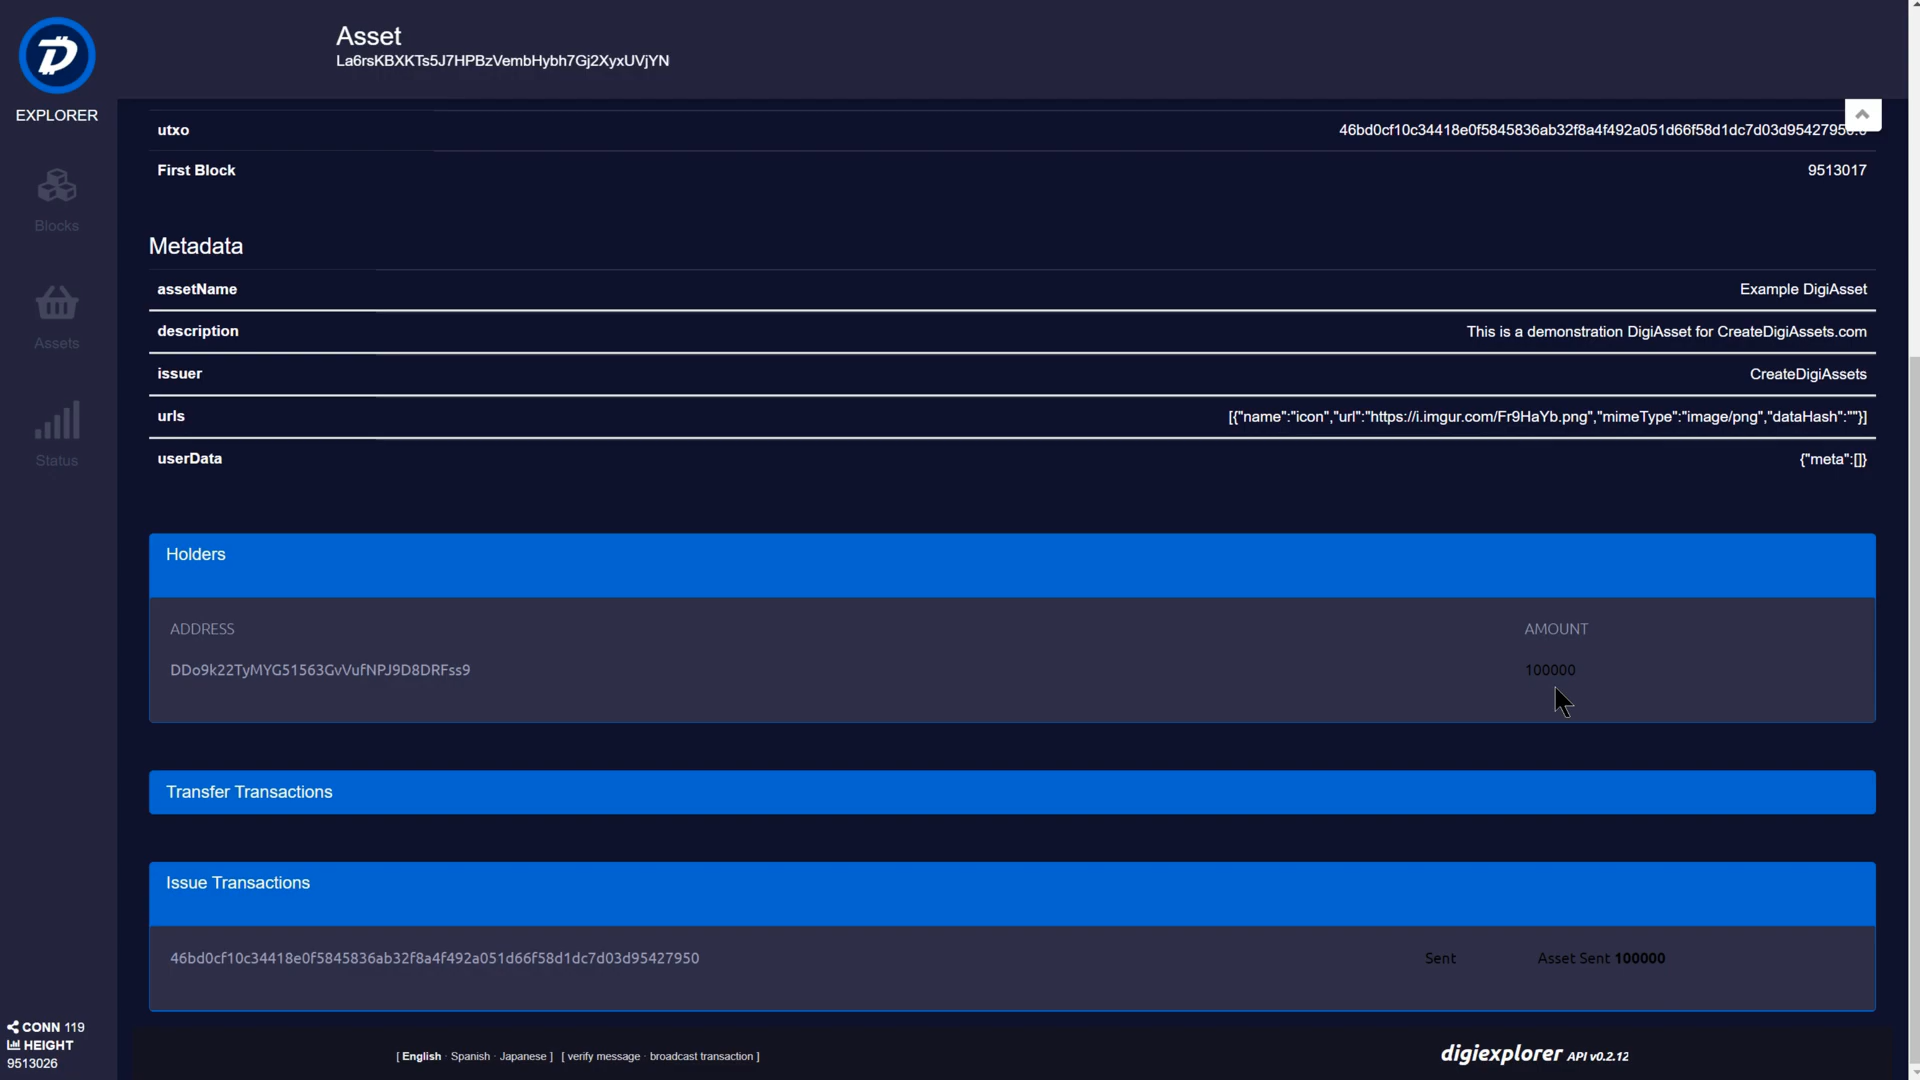 Asset
La6rsKBXKTs5J7HPBzVembHybh7Gj2XyxUVjYN
EXPLORER
Blocks
Assets
Status
utxo 46bd0cf10c34418e0f5845836ab32f8a4f492a051d66f58d1dc7d03d95427950:0
First Block 9513017
Metadata
assetName Example DigiAsset
description This is a demonstration DigiAsset for CreateDigiAssets.com
issuer CreateDigiAssets
urls [{"name":"icon","url":"https://i.imgur.com/Fr9HaYb.png","mimeType":"image/png","dataHash":""}]
userData {"meta":[]}
Holders
ADDRESS AMOUNT
DDo9k22TyMYG51563GvVufNPJ9D8DRFss9 100000
Transfer Transactions
Issue Transactions
46bd0cf10c34418e0f5845836ab32f8a4f492a051d66f58d1dc7d03d95427950 Sent Asset Sent 100000
CONN 119
HEIGHT
9513026
[ English · Spanish · Japanese ] [ verify message · broadcast transaction ]
digiexplorer API v0.2.12